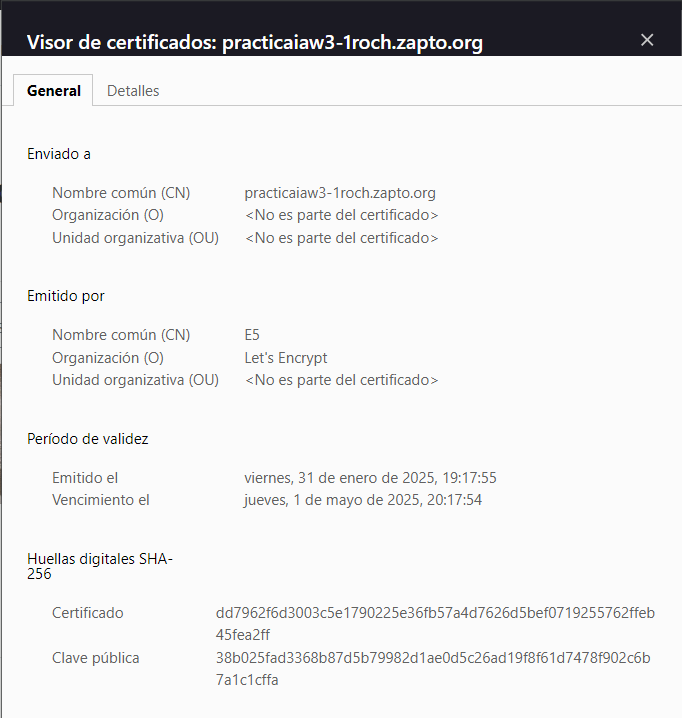 Visor de certificados: practicaiaw3-1roch.zapto.org
General Detalles
Enviado a
Nombre común (CN) practicaiaw3-1roch.zapto.org
Organización (O) <No es parte del certificado>
Unidad organizativa (OU) <No es parte del certificado>
Emitido por
Nombre común (CN) E5
Organización (O) Let's Encrypt
Unidad organizativa (OU) <No es parte del certificado>
Período de validez
Emitido el viernes, 31 de enero de 2025, 19:17:55
Vencimiento el jueves, 1 de mayo de 2025, 20:17:54
Huellas digitales SHA-
256
Certificado dd7962f6d3003c5e1790225e36fb57a4d7626d5bef0719255762ffeb
45fea2ff
Clave pública 38b025fad3368b87d5b79982d1ae0d5c26ad19f8f61d7478f902c6b
7a1c1cffa